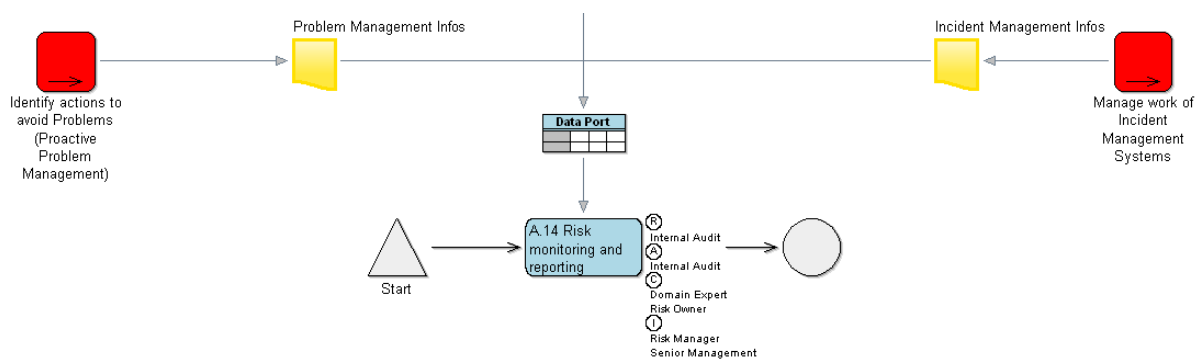 Problem Management Infos
Incident Management Infos
Identify actions to
avoid Problems
(Proactive
Problem
Management)
Manage work of
Incident
Management
Systems
Data Port
A.14 Risk
monitoring and
reporting
R
Internal Audit
A
Internal Audit
C
Domain Expert
Risk Owner
I
Risk Manager
Senior Management
Start